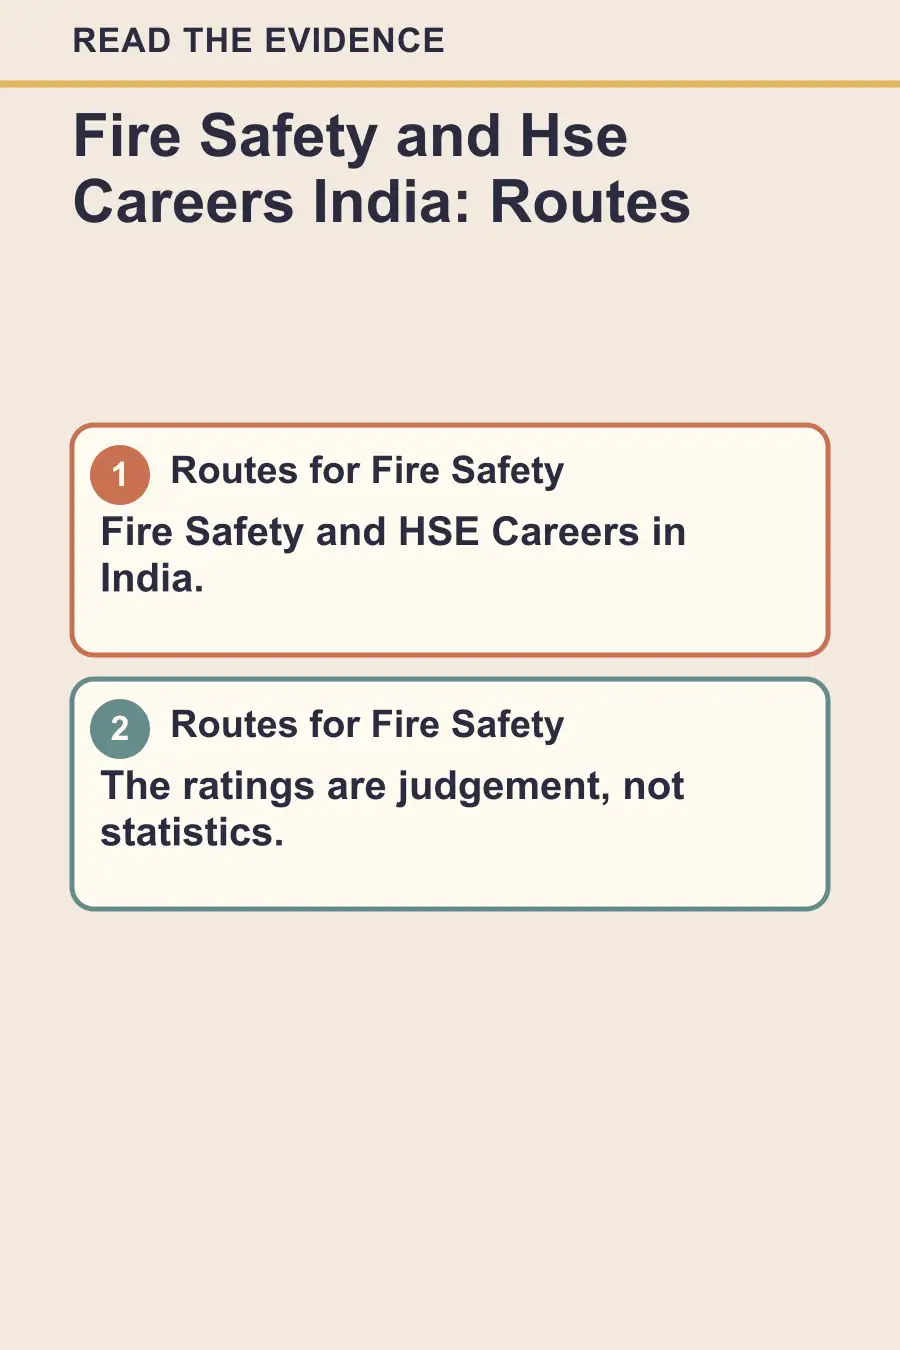 READ THE EVIDENCE
Fire Safety and Hse
Careers India: Routes
1 Routes for Fire Safety
Fire Safety and HSE Careers in
India.
2 Routes for Fire Safety
The ratings are judgement, not
statistics.